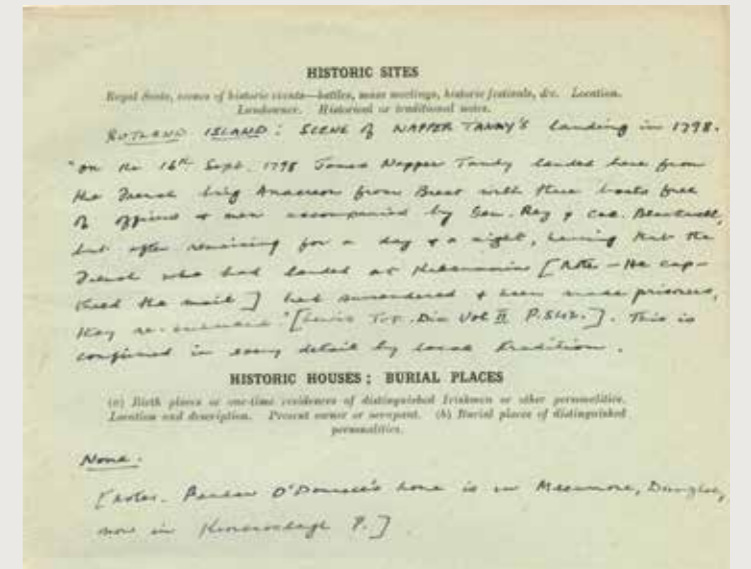 HISTORIC SITES
Royal Seats, scenes of historic events—battles, mass meetings, historic festivals, &c. Location.
Landowner. Historical or traditional notes.
RUTLAND ISLAND: SCENE of NAPPER TANDY'S landing in 1798.
"On the 16th Sept. 1798 James Napper Tandy landed here from
the French brig Anacreon from Brest with three boats full
of officers & men accompanied by Gen. Rey & Col. Blackwell,
but after remaining for a day & a night, hearing that the
French who had landed at [Note - He cap-
tured the mail] had surrendered & been made prisoners,
they re-embarked" [Lewis Top. Dic Vol II P.542.]. This is
confirmed in every detail by local tradition.
HISTORIC HOUSES; BURIAL PLACES
(a) Birth places or one-time residences of distinguished Irishmen or other personalities.
Location and description. Present owner or occupant. (b) Burial places of distinguished
personalities.
None.
[Note. Peadar O'Donnell's home is in Meenmore, Dungloe,
now in P.]